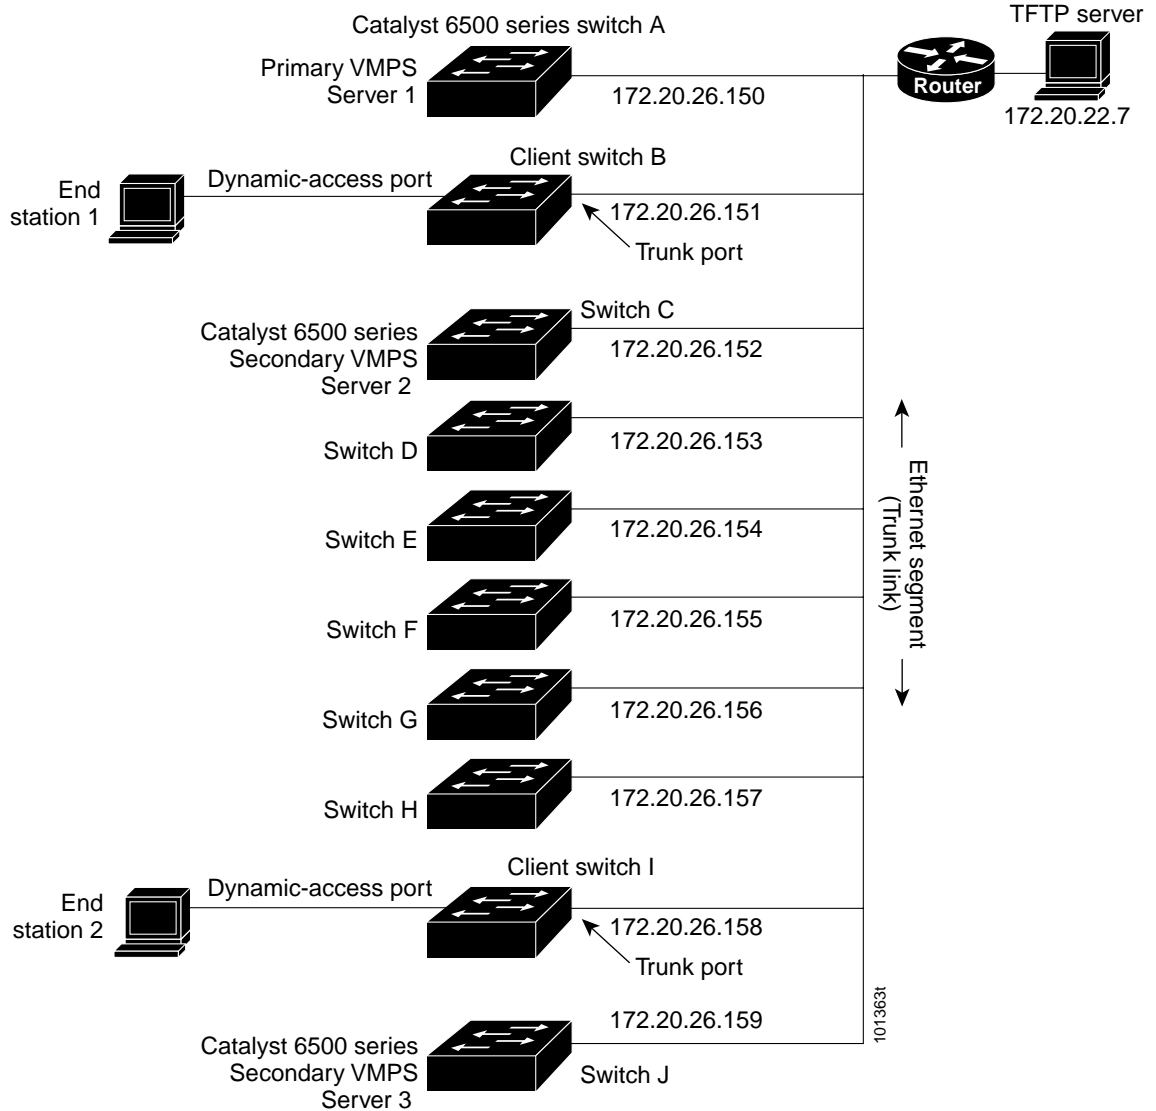 Catalyst 6500 series switch A
TFTP server
Primary VMPS
Server 1
172.20.26.150
Router
172.20.22.7
Client switch B
End
station 1
Dynamic-access port
172.20.26.151
Trunk port
Switch C
Catalyst 6500 series
Secondary VMPS
Server 2
172.20.26.152
Switch D
172.20.26.153
Switch E
172.20.26.154
Ethernet segment
(Trunk link)
Switch F
172.20.26.155
Switch G
172.20.26.156
Switch H
172.20.26.157
Client switch I
End
station 2
Dynamic-access port
172.20.26.158
Trunk port
101363t
172.20.26.159
Catalyst 6500 series
Secondary VMPS
Server 3
Switch J